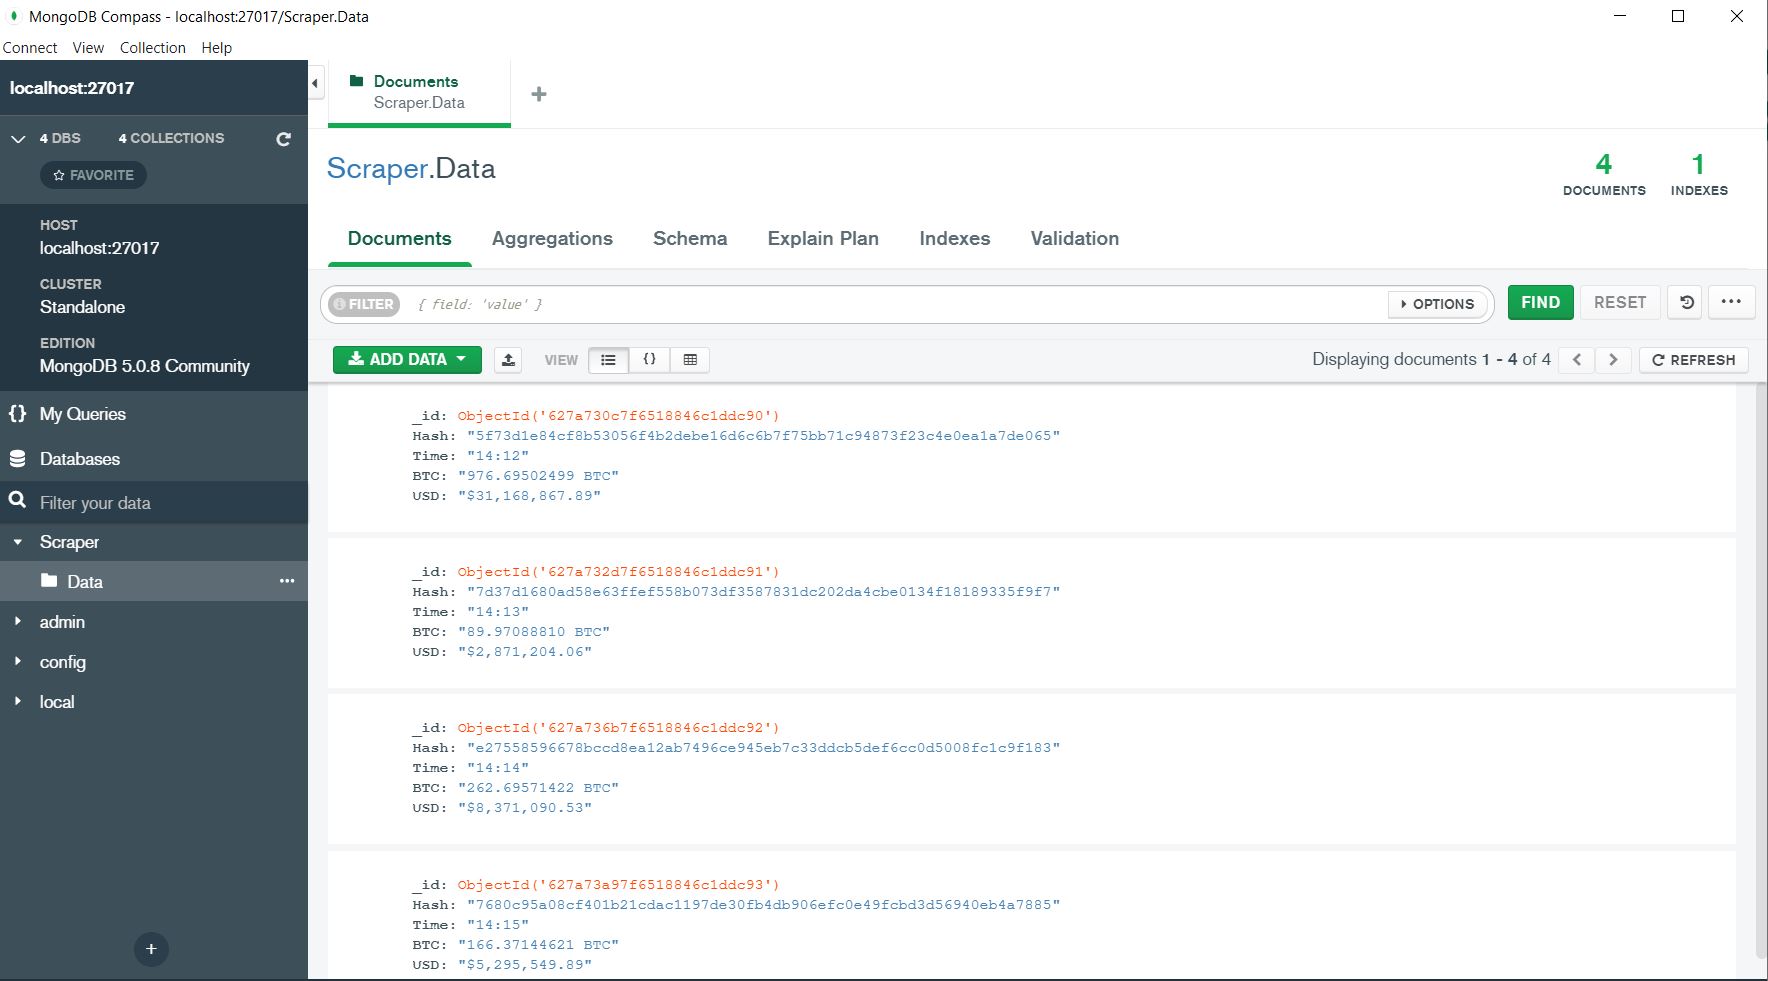 MongoDB Compass - localhost:27017/Scraper.Data
Connect View Collection Help
localhost:27017
4 DBS 4 COLLECTIONS
FAVORITE
HOST
localhost:27017
CLUSTER
Standalone
EDITION
MongoDB 5.0.8 Community
{} My Queries
Databases
Filter your data
Scraper
Data ...
admin
config
local
+
Documents
Scraper.Data
+
Scraper.Data
4
DOCUMENTS
1
INDEXES
Documents Aggregations Schema Explain Plan Indexes Validation
FILTER { field: 'value' } OPTIONS FIND RESET ...
ADD DATA VIEW {} Displaying documents 1 - 4 of 4 < > REFRESH
_id: ObjectId('627a730c7f6518846c1ddc90')
Hash: "5f73d1e84cf8b53056f4b2debe16d6c6b7f75bb71c94873f23c4e0ea1a7de065"
Time: "14:12"
BTC: "976.69502499 BTC"
USD: "$31,168,867.89"
_id: ObjectId('627a732d7f6518846c1ddc91')
Hash: "7d37d1680ad58e63ffef558b073df3587831dc202da4cbe0134f18189335f9f7"
Time: "14:13"
BTC: "89.97088810 BTC"
USD: "$2,871,204.06"
_id: ObjectId('627a736b7f6518846c1ddc92')
Hash: "e27558596678bccd8ea12ab7496ce945eb7c33ddcb5def6cc0d5008fc1c9f183"
Time: "14:14"
BTC: "262.69571422 BTC"
USD: "$8,371,090.53"
_id: ObjectId('627a73a97f6518846c1ddc93')
Hash: "7680c95a08cf401b21cdac1197de30fb4db906efc0e49fcbd3d56940eb4a7885"
Time: "14:15"
BTC: "166.37144621 BTC"
USD: "$5,295,549.89"